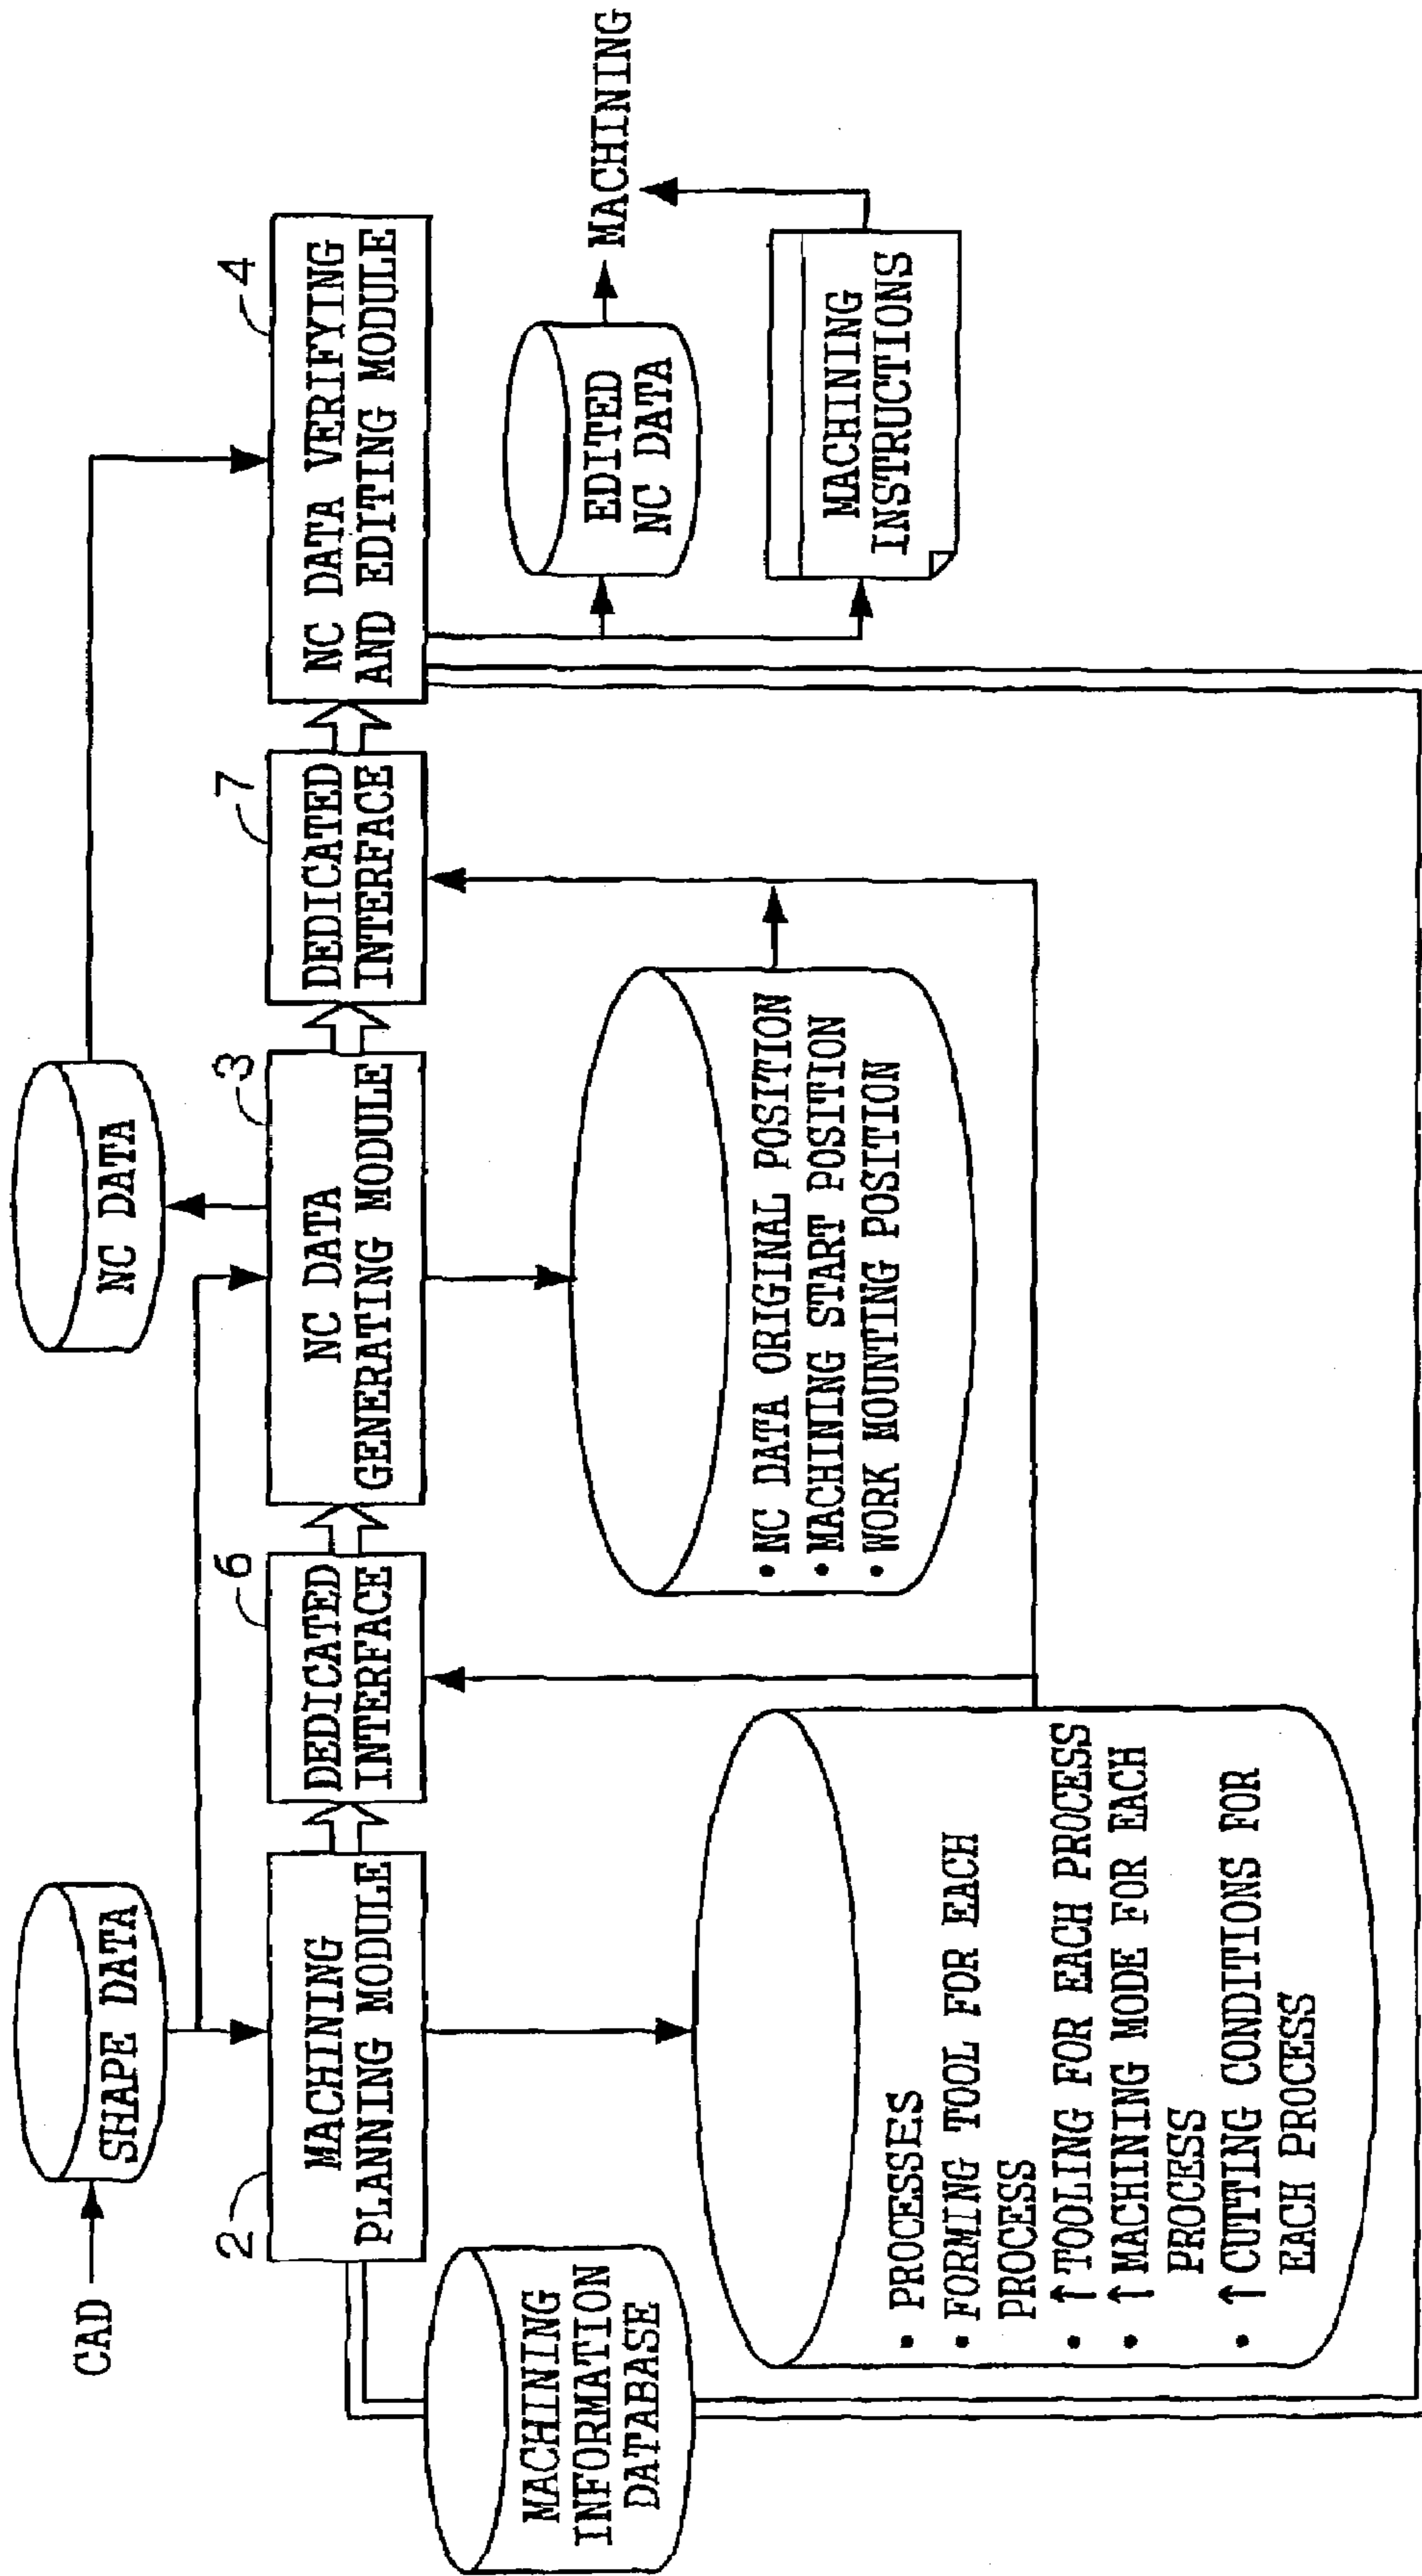 CAD
SHAPE DATA
NC DATA
2
MACHINING
PLANNING MODULE
6
DEDICATED
INTERFACE
3
NC DATA
GENERATING MODULE
7
DEDICATED
INTERFACE
4
NC DATA VERIFYING
AND EDITING MODULE
MACHINING
INFORMATION
DATABASE
• PROCESSES
• FORMING TOOL FOR EACH
PROCESS
• ↑ TOOLING FOR EACH PROCESS
• ↑ MACHINING MODE FOR EACH
PROCESS
• ↑ CUTTING CONDITIONS FOR
EACH PROCESS
• NC DATA ORIGINAL POSITION
• MACHINING START POSITION
• WORK MOUNTING POSITION
EDITED
NC DATA
MACHINING
MACHINING
INSTRUCTIONS